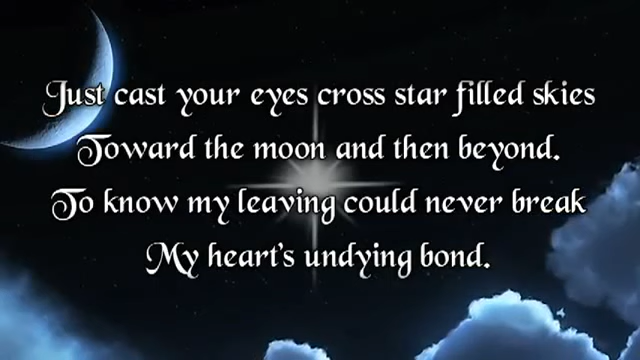 Just cast your eyes cross star filled skies
Toward the moon and then beyond.
To know my leaving could never break
My heart's undying bond.